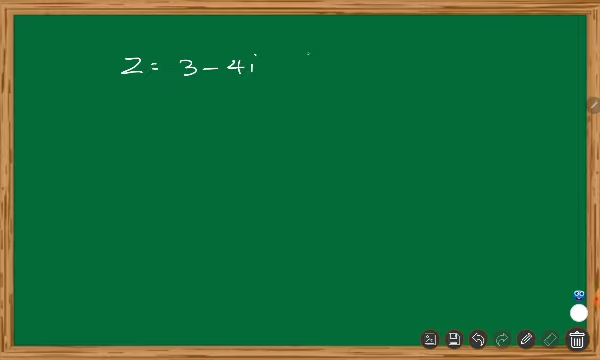 z = 3 - 4i